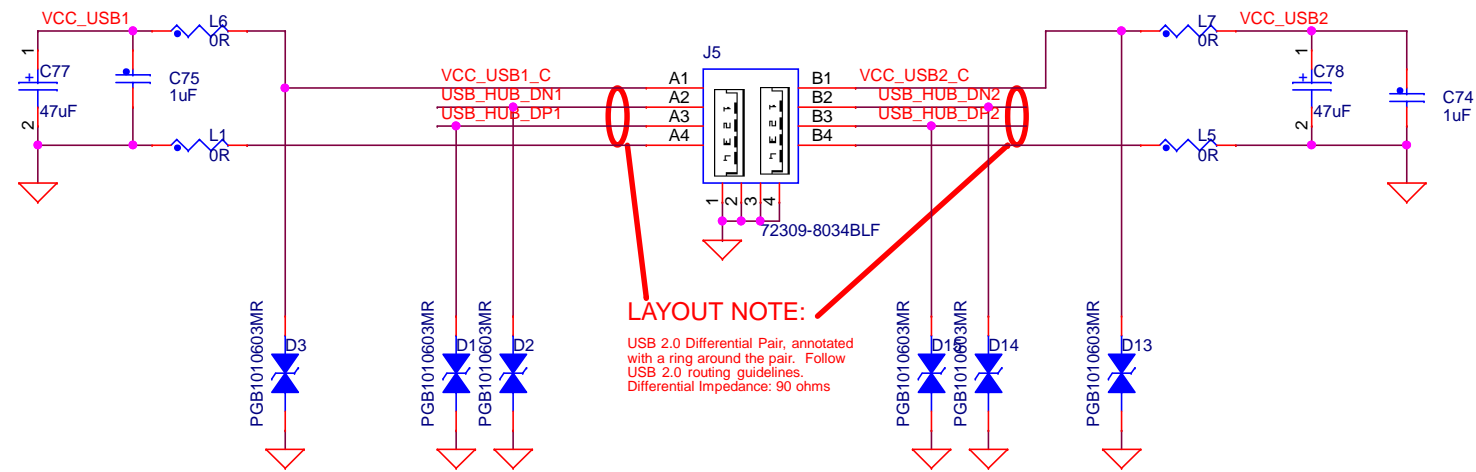 VCC_USB1
L6
0R
1
C77
47uF
2
C75
1uF
L1
0R
J5
VCC_USB1_C
A1
USB_HUB_DN1
A2
USB_HUB_DP1
A3
A4
B1
VCC_USB2_C
B2
USB_HUB_DN2
B3
USB_HUB_DP2
B4
1
2
3
4
72309-8034BLF
L7
0R
VCC_USB2
1
C78
47uF
2
C74
1uF
L5
0R
LAYOUT NOTE:
USB 2.0 Differential Pair, annotated
with a ring around the pair. Follow
USB 2.0 routing guidelines.
Differential Impedance: 90 ohms
PGB1010603MR
D3
PGB1010603MR
D1
PGB1010603MR
D2
PGB1010603MR
D15
PGB1010603MR
D14
PGB1010603MR
D13